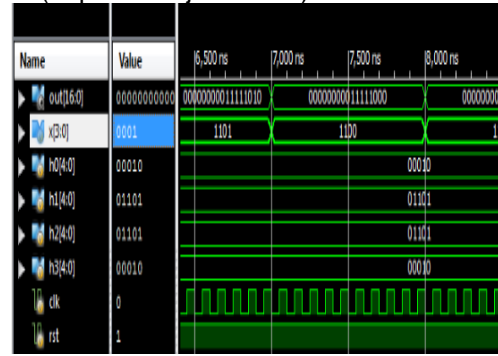 Name Value 6,500 ns 7,000 ns 7,500 ns 8,000 ns
out[16:0] 00000000000 00000000011111010 00000000011111000 00000000
x[3:0] 0001 1101 1100 1
h0[4:0] 00010 00010
h1[4:0] 01101 01101
h2[4:0] 01101 01101
h3[4:0] 00010 00010
clk 0
rst 1